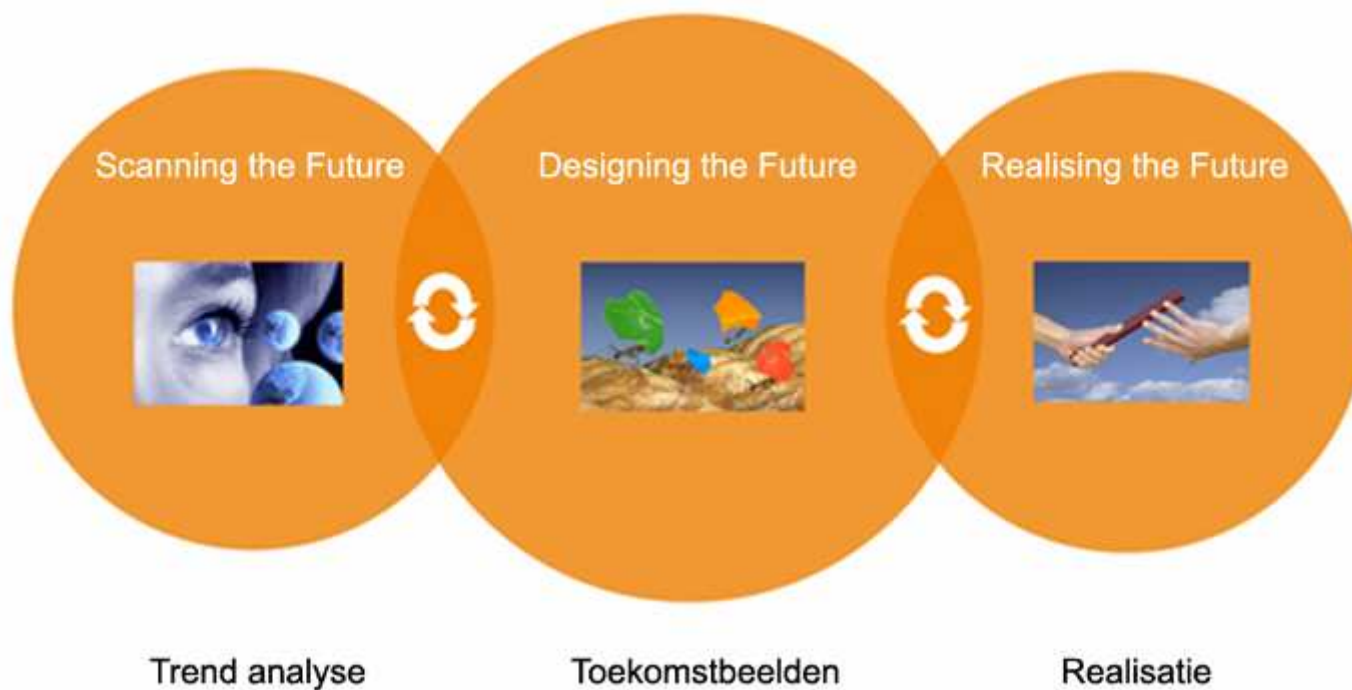 Scanning the Future
Designing the Future
Realising the Future
Trend analyse
Toekomstbeelden
Realisatie